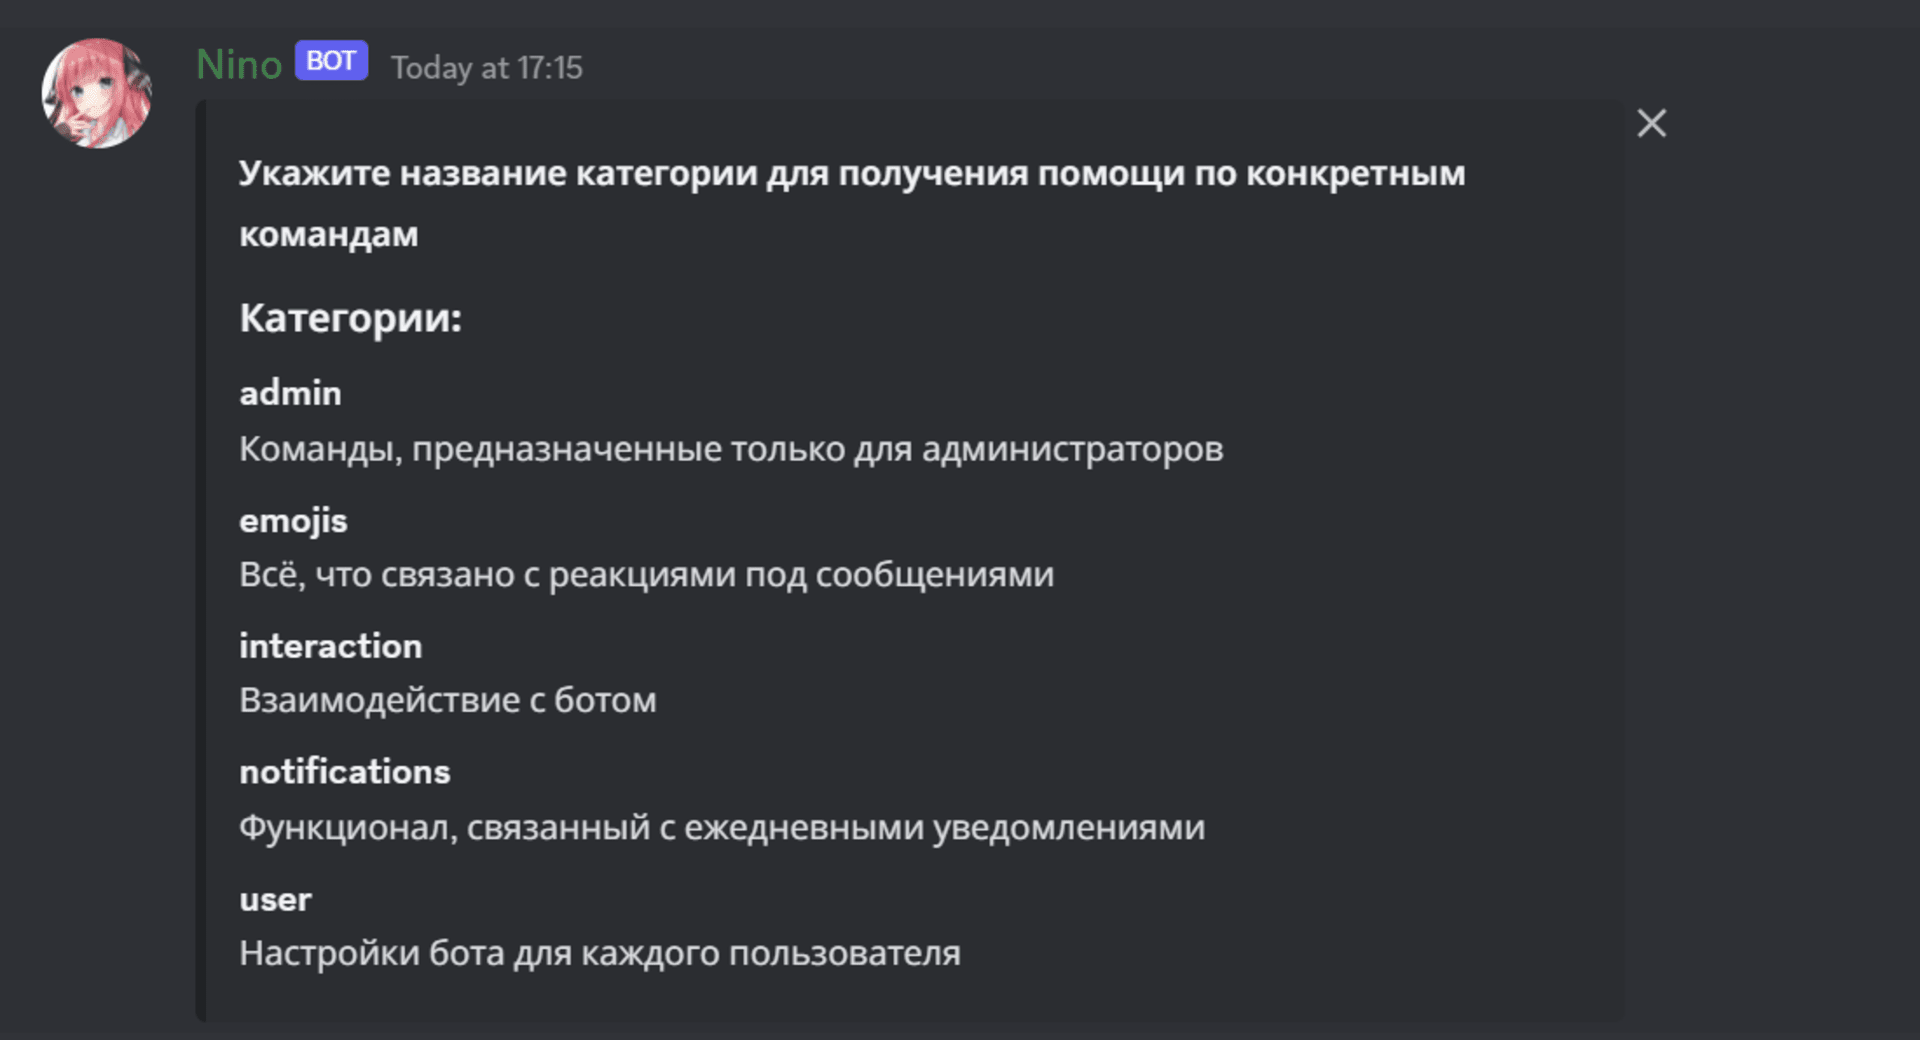 Nino BOT Today at 17:15
Укажите название категории для получения помощи по конкретным
командам
Категории:
admin
Команды, предназначенные только для администраторов
emojis
Всё, что связано с реакциями под сообщениями
interaction
Взаимодействие с ботом
notifications
Функционал, связанный с ежедневными уведомлениями
user
Настройки бота для каждого пользователя